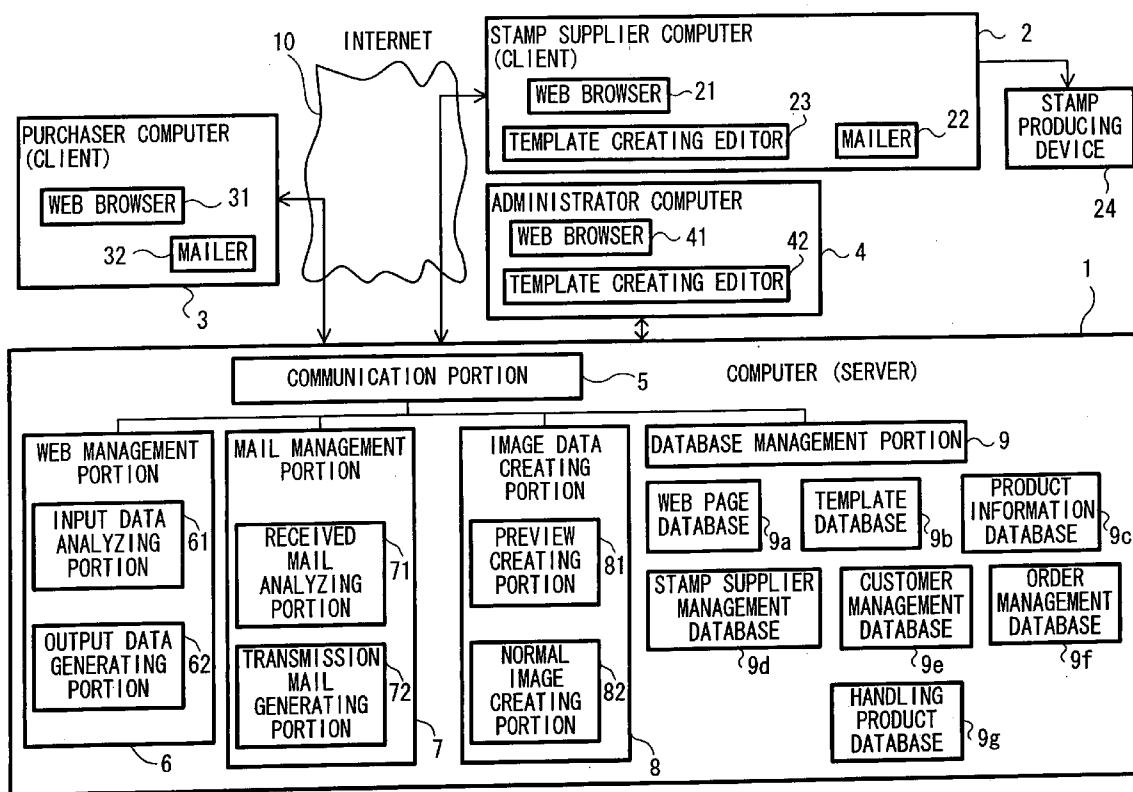 10
INTERNET
STAMP SUPPLIER COMPUTER
(CLIENT)
2
WEB BROWSER
21
TEMPLATE CREATING EDITOR
23
MAILER
22
STAMP
PRODUCING
DEVICE
24
PURCHASER COMPUTER
(CLIENT)
WEB BROWSER
31
32
MAILER
3
ADMINISTRATOR COMPUTER
WEB BROWSER
41
TEMPLATE CREATING EDITOR
42
4
1
COMMUNICATION PORTION
5
COMPUTER (SERVER)
WEB MANAGEMENT
PORTION
INPUT DATA
ANALYZING
PORTION
61
OUTPUT DATA
GENERATING
PORTION
62
6
MAIL MANAGEMENT
PORTION
RECEIVED
MAIL
ANALYZING
PORTION
71
TRANSMISSION
MAIL
GENERATING
PORTION
72
7
IMAGE DATA
CREATING
PORTION
PREVIEW
CREATING
PORTION
81
NORMAL
IMAGE
CREATING
PORTION
82
8
DATABASE MANAGEMENT PORTION
9
WEB PAGE
DATABASE
9a
TEMPLATE
DATABASE
9b
PRODUCT
INFORMATION
DATABASE
9c
STAMP SUPPLIER
MANAGEMENT
DATABASE
9d
CUSTOMER
MANAGEMENT
DATABASE
9e
ORDER
MANAGEMENT
DATABASE
9f
HANDLING
PRODUCT
DATABASE
9g